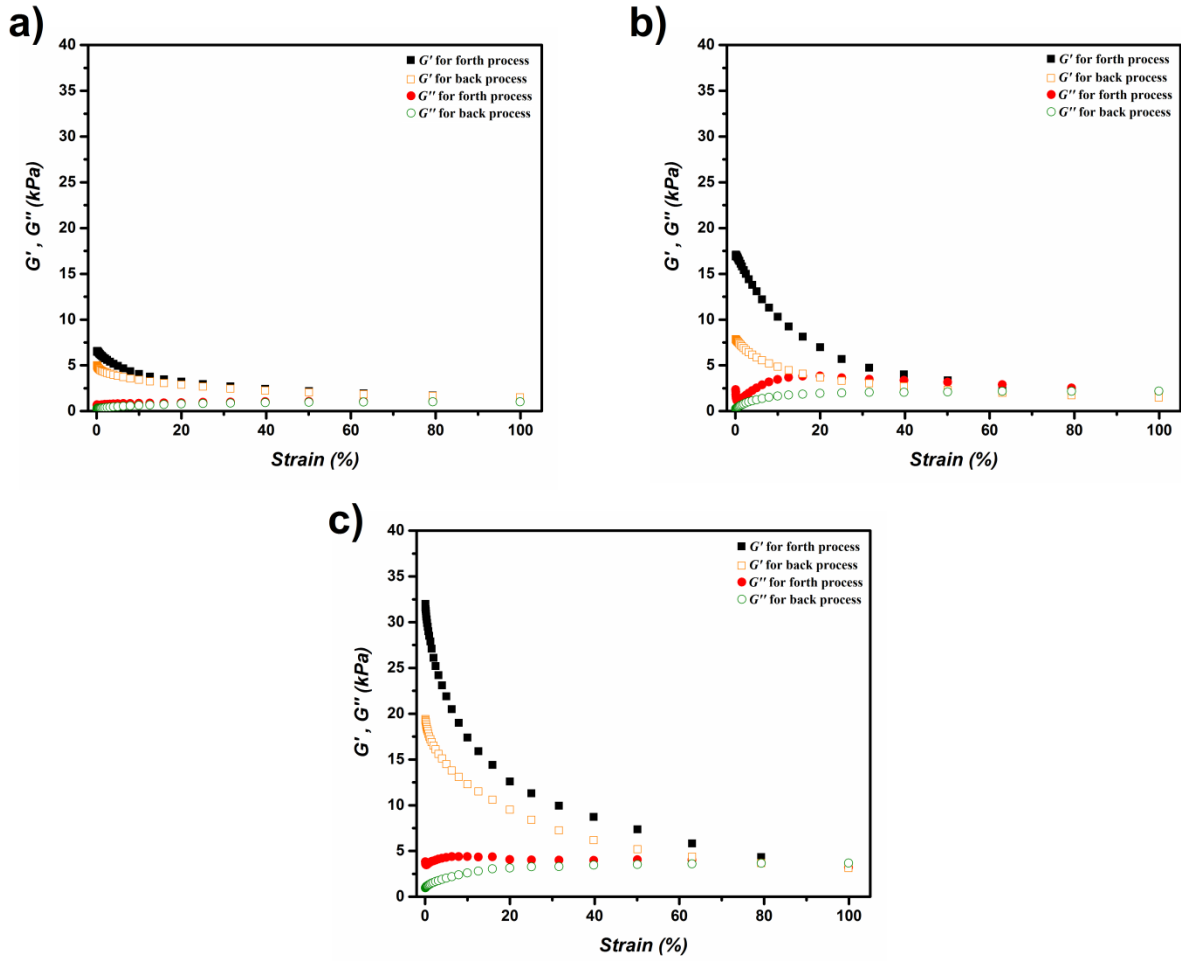 a)
40
35
30
25
20
15
10
5
0
G' , G'' (kPa)
G' for forth process
G' for back process
G'' for forth process
G'' for back process
0 20 40 60 80 100
Strain (%)
b)
40
35
30
25
20
15
10
5
0
G' , G'' (kPa)
G' for forth process
G' for back process
G'' for forth process
G'' for back process
0 20 40 60 80 100
Strain (%)
c)
40
35
30
25
20
15
10
5
0
G' , G'' (kPa)
G' for forth process
G' for back process
G'' for forth process
G'' for back process
0 20 40 60 80 100
Strain (%)